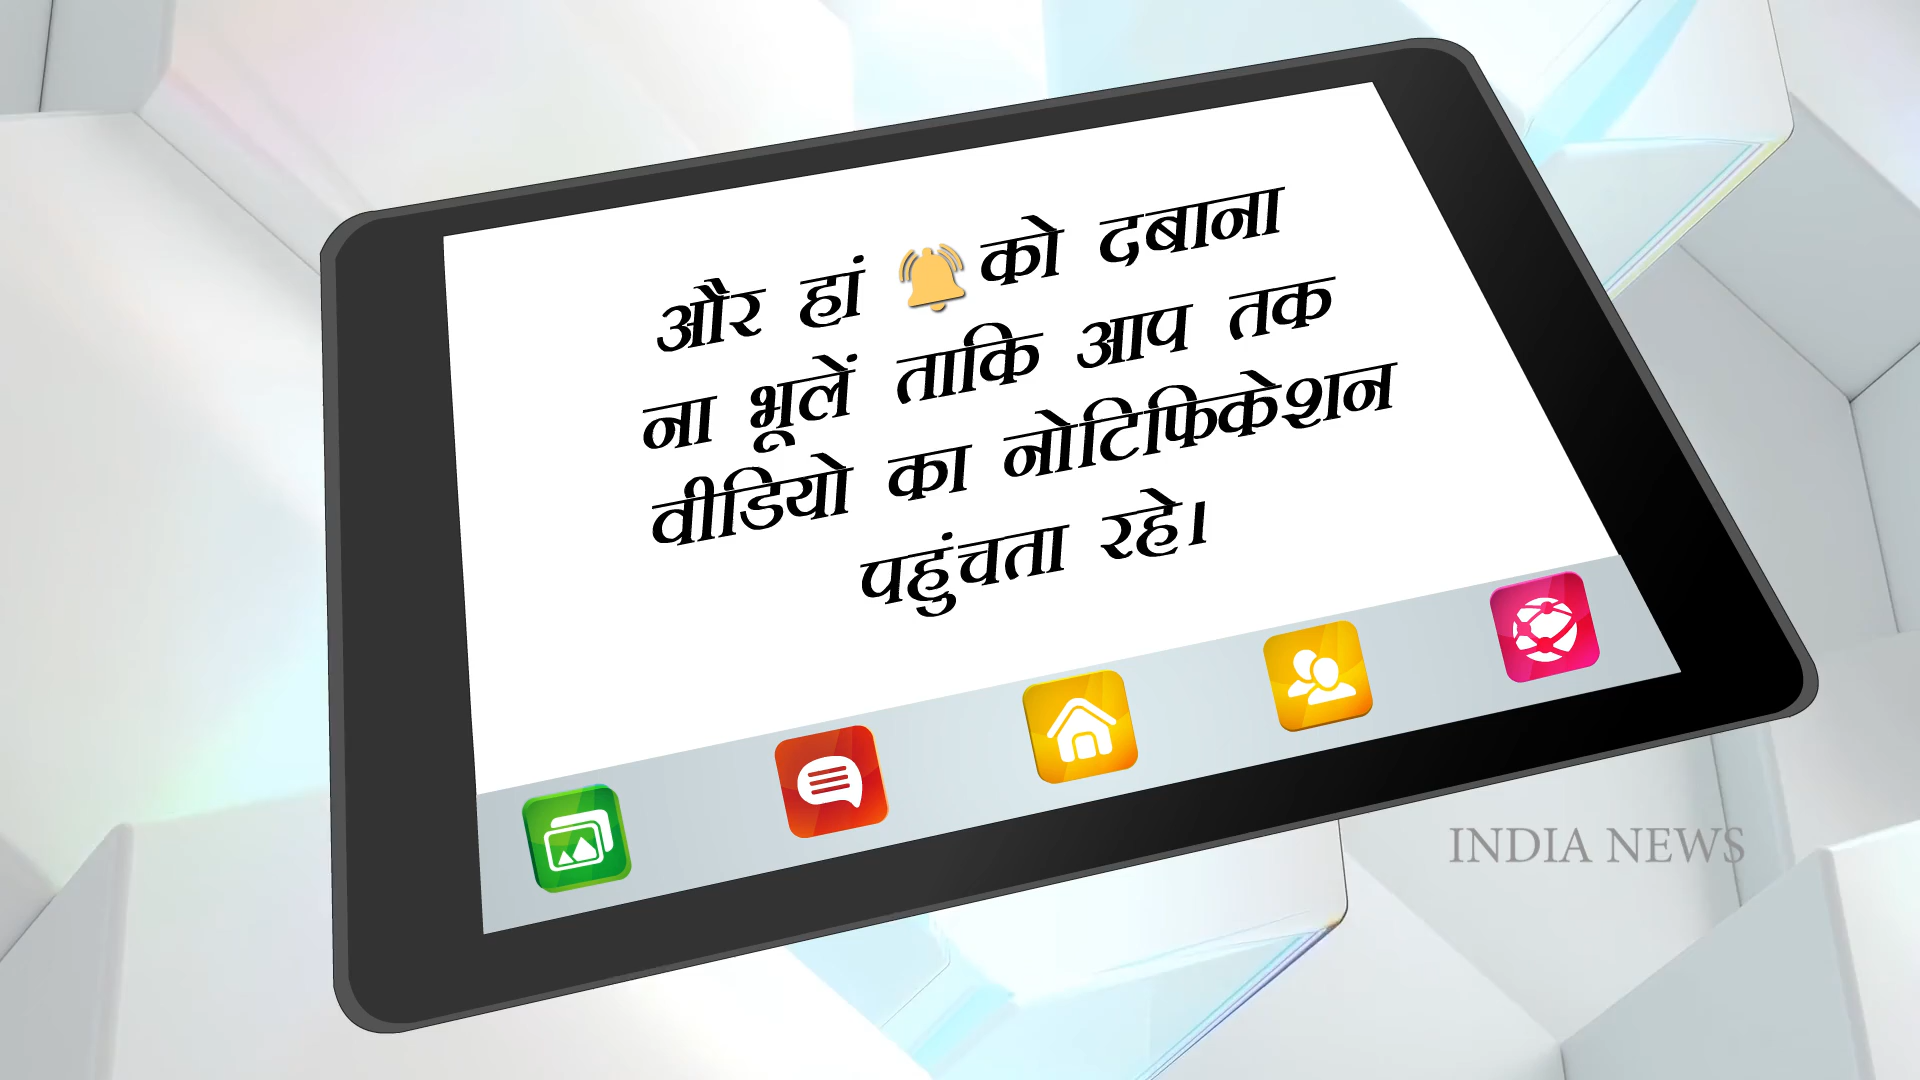 और हां 🔔 को दबाना
ना भूलें ताकि आप तक
वीडियो का नोटिफिकेशन
पहुंचता रहे।
INDIA NEWS